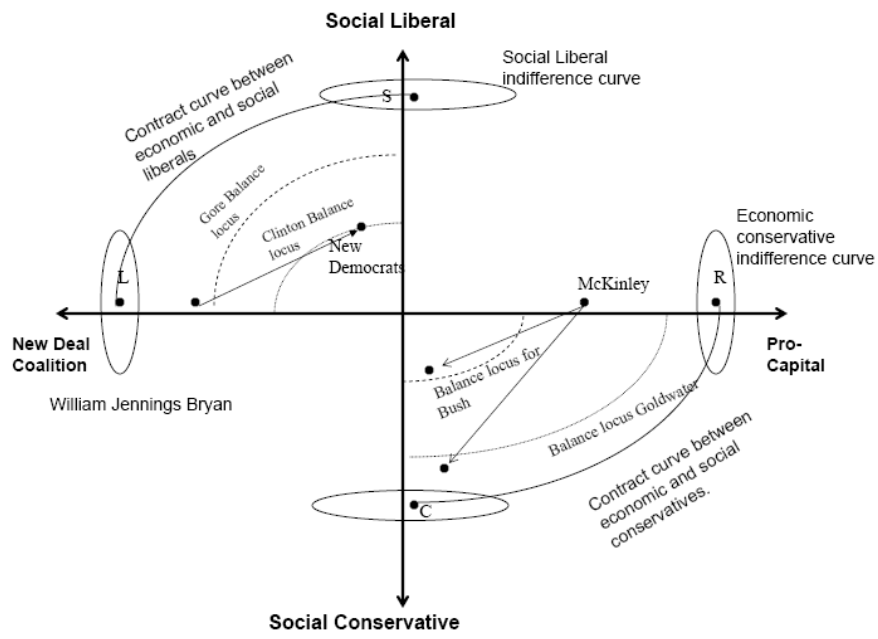 Social Liberal
Social Liberal
indifference curve
Contract curve between
economic and social
liberals
S
Gore Balance
locus
Clinton Balance
locus
New
Democrats
Economic
conservative
indifference curve
L
McKinley
R
New Deal
Coalition
Pro-
Capital
William Jennings Bryan
Balance locus for
Bush
Balance locus Goldwater
Contract curve between
economic and social
conservatives.
C
Social Conservative